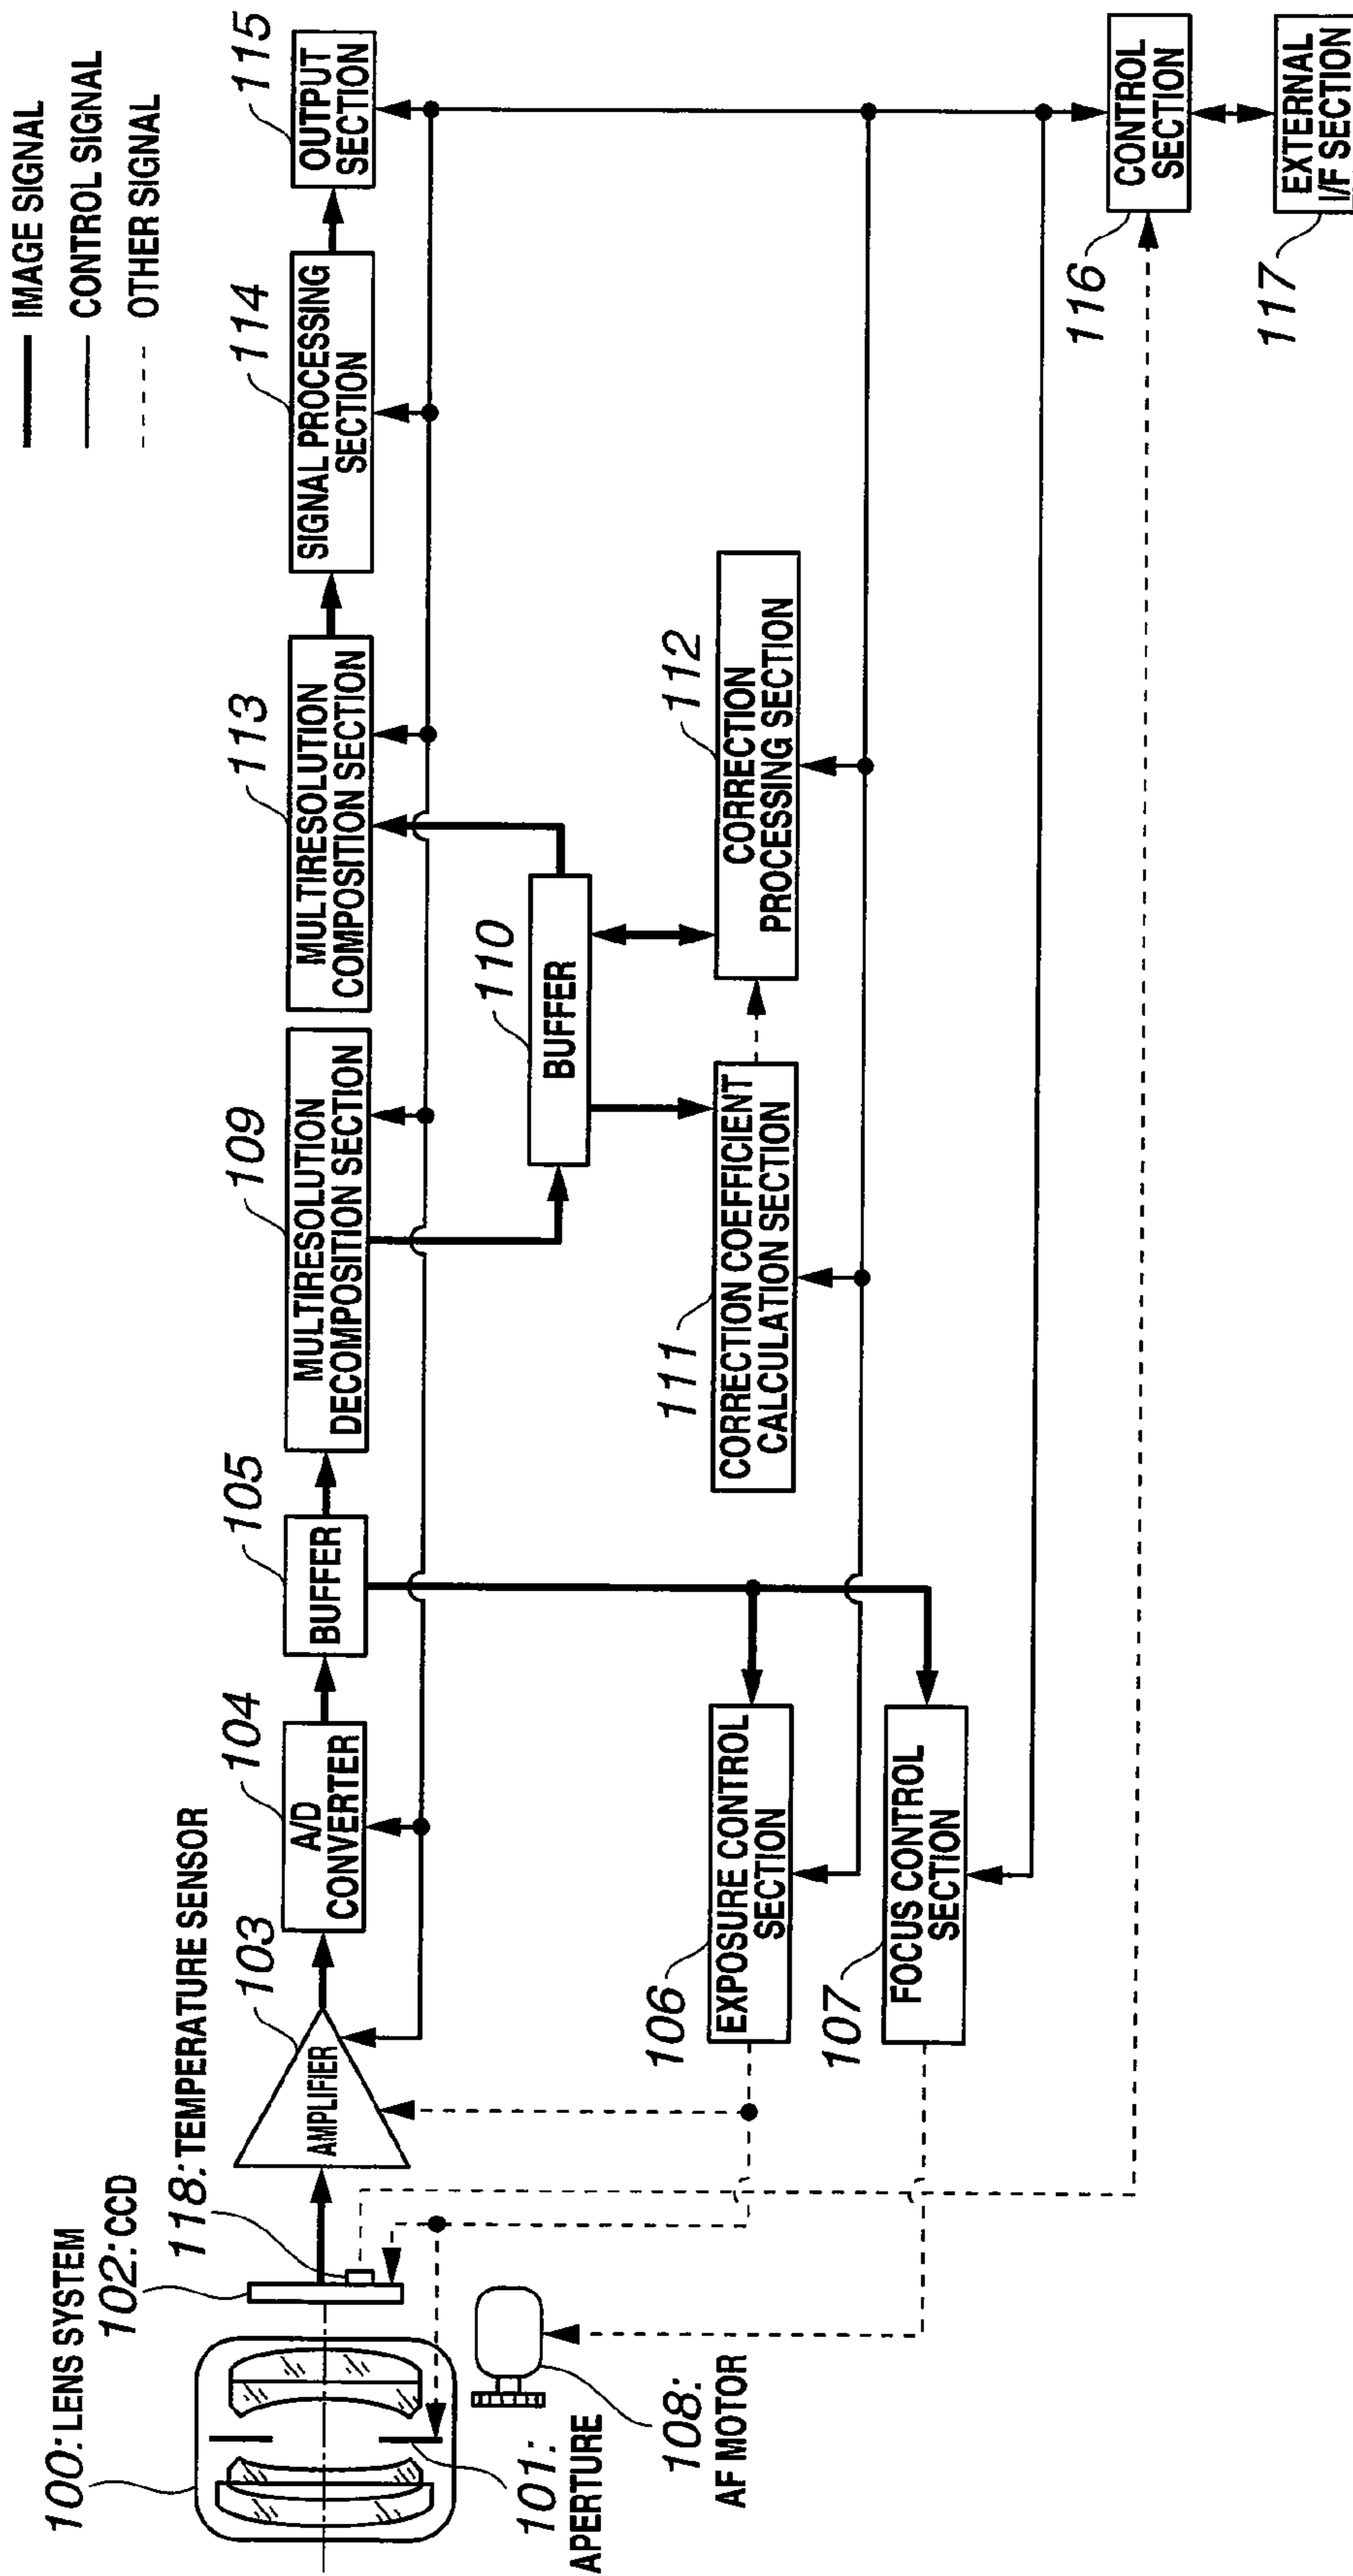 IMAGE SIGNAL
CONTROL SIGNAL
OTHER SIGNAL
100: LENS SYSTEM
102: CCD
118: TEMPERATURE SENSOR
103
AMPLIFIER
104
A/D
CONVERTER
105
BUFFER
109
MULTIRESOLUTION
DECOMPOSITION SECTION
113
MULTIRESOLUTION
COMPOSITION SECTION
114
SIGNAL PROCESSING
SECTION
115
OUTPUT
SECTION
110
BUFFER
101:
APERTURE
108:
AF MOTOR
106
EXPOSURE CONTROL
SECTION
107
FOCUS CONTROL
SECTION
111
CORRECTION COEFFICIENT
CALCULATION SECTION
112
CORRECTION
PROCESSING SECTION
116
CONTROL
SECTION
117
EXTERNAL
I/F SECTION